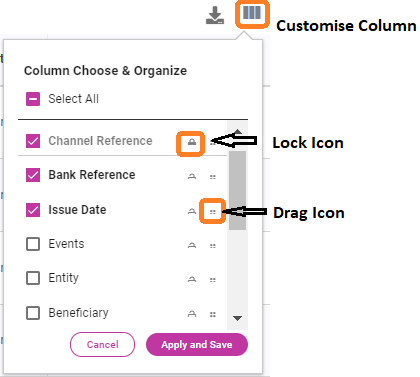 Customise Column
Column Choose & Organize
Select All
Channel Reference
Lock Icon
Bank Reference
Issue Date
Drag Icon
Events
Entity
Beneficiary
Cancel
Apply and Save